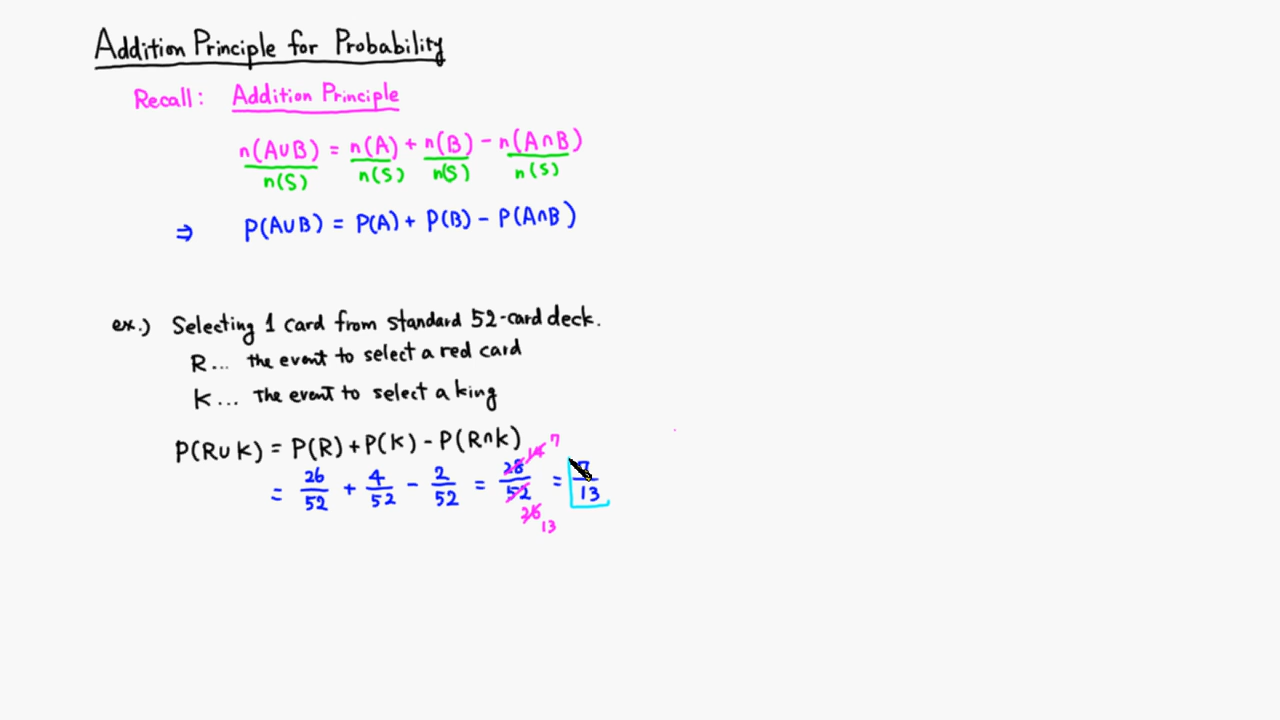 Addition Principle for Probability
Recall: Addition Principle
n(A∪B)/n(S) = n(A)/n(S) + n(B)/n(S) - n(A∩B)/n(S)
⇒ P(A∪B) = P(A) + P(B) - P(A∩B)
ex.) Selecting 1 card from standard 52-card deck.
R... the event to select a red card
K... the event to select a king
P(R∪K) = P(R) + P(K) - P(R∩K)
= 26/52 + 4/52 - 2/52 = 28/52 = 7/13
14 7
26 13